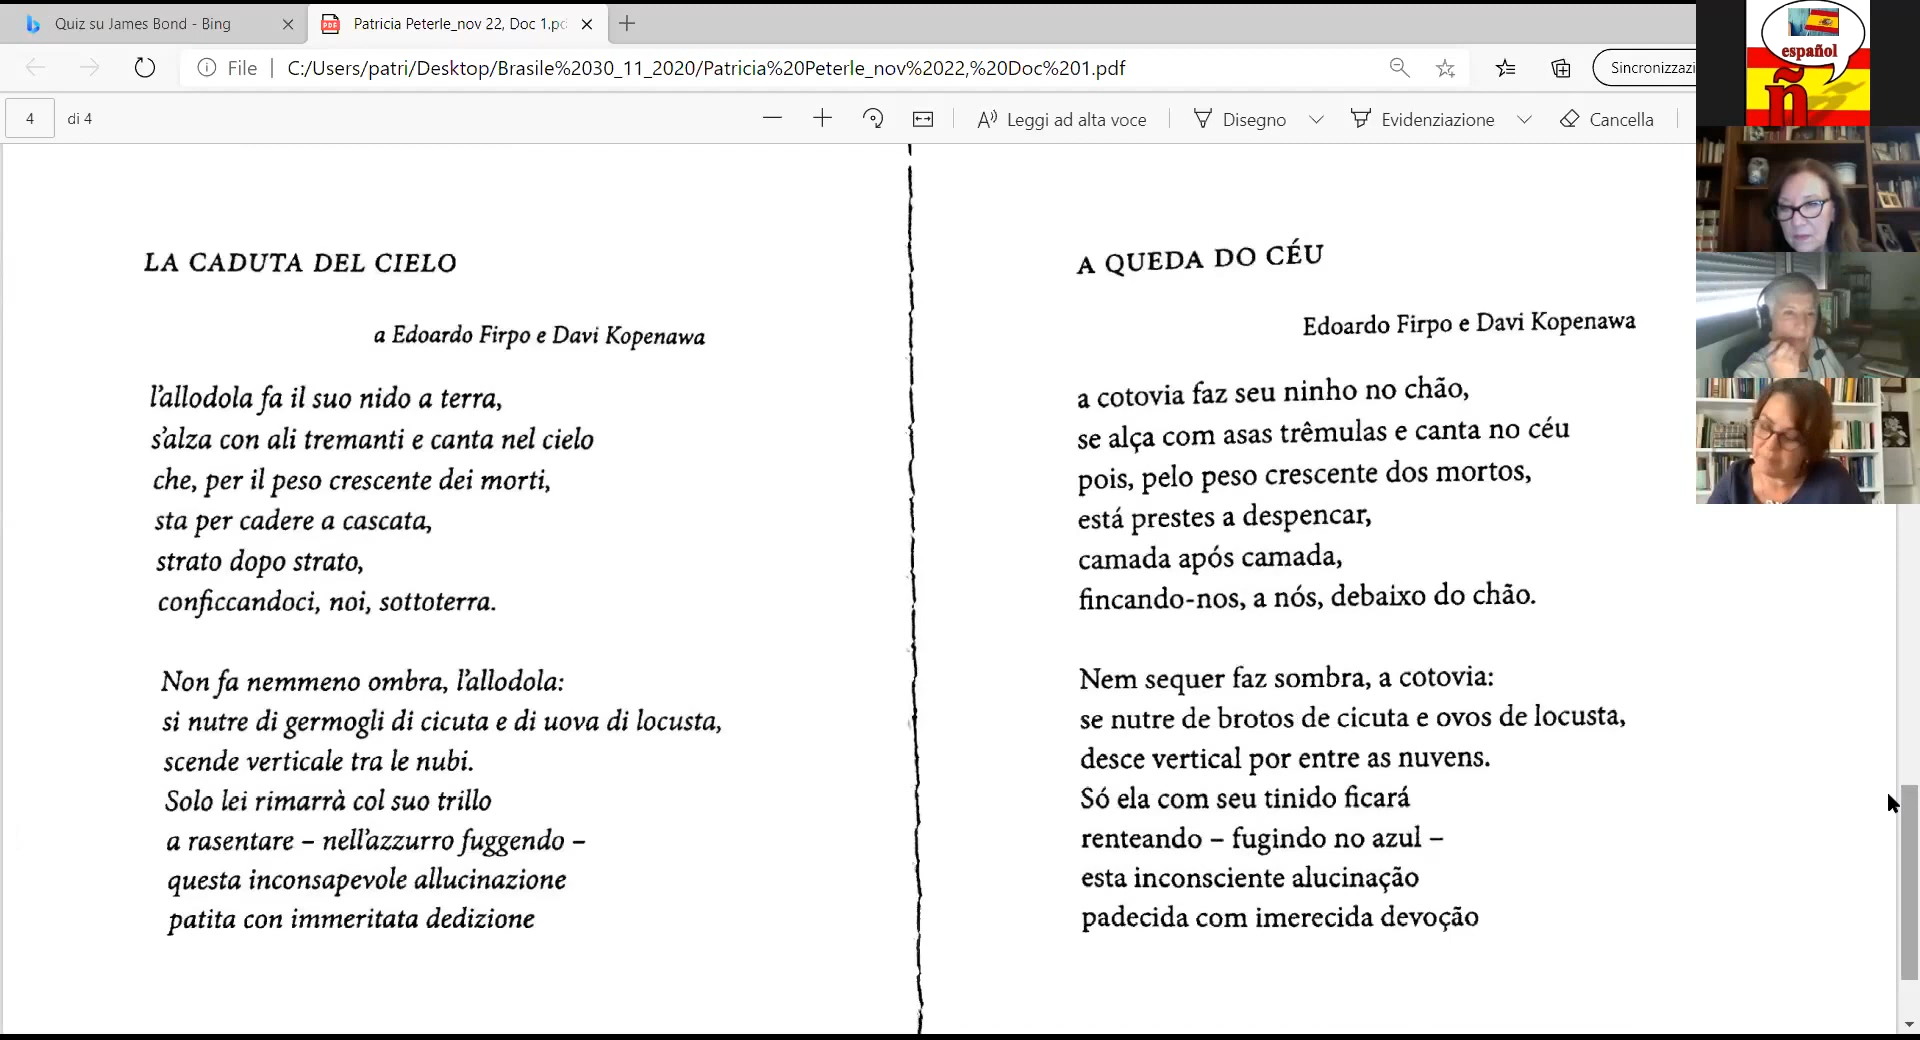 Quiz su James Bond - Bing
Patricia Peterle_nov 22, Doc 1.pd
File
C:/Users/patri/Desktop/Brasile%2030_11_2020/Patricia%20Peterle_nov%2022,%20Doc%201.pdf
Sincronizzazi
4 di 4
Leggi ad alta voce
Disegno
Evidenziazione
Cancella
español
ñ
LA CADUTA DEL CIELO
a Edoardo Firpo e Davi Kopenawa
l'allodola fa il suo nido a terra,
s'alza con ali tremanti e canta nel cielo
che, per il peso crescente dei morti,
sta per cadere a cascata,
strato dopo strato,
conficcandoci, noi, sottoterra.
Non fa nemmeno ombra, l'allodola:
si nutre di germogli di cicuta e di uova di locusta,
scende verticale tra le nubi.
Solo lei rimarrà col suo trillo
a rasentare – nell'azzurro fuggendo –
questa inconsapevole allucinazione
patita con immeritata dedizione
A QUEDA DO CÉU
Edoardo Firpo e Davi Kopenawa
a cotovia faz seu ninho no chão,
se alça com asas trêmulas e canta no céu
pois, pelo peso crescente dos mortos,
está prestes a despencar,
camada após camada,
fincando-nos, a nós, debaixo do chão.
Nem sequer faz sombra, a cotovia:
se nutre de brotos de cicuta e ovos de locusta,
desce vertical por entre as nuvens.
Só ela com seu tinido ficará
renteando – fugindo no azul –
esta inconsciente alucinação
padecida com imerecida devoção